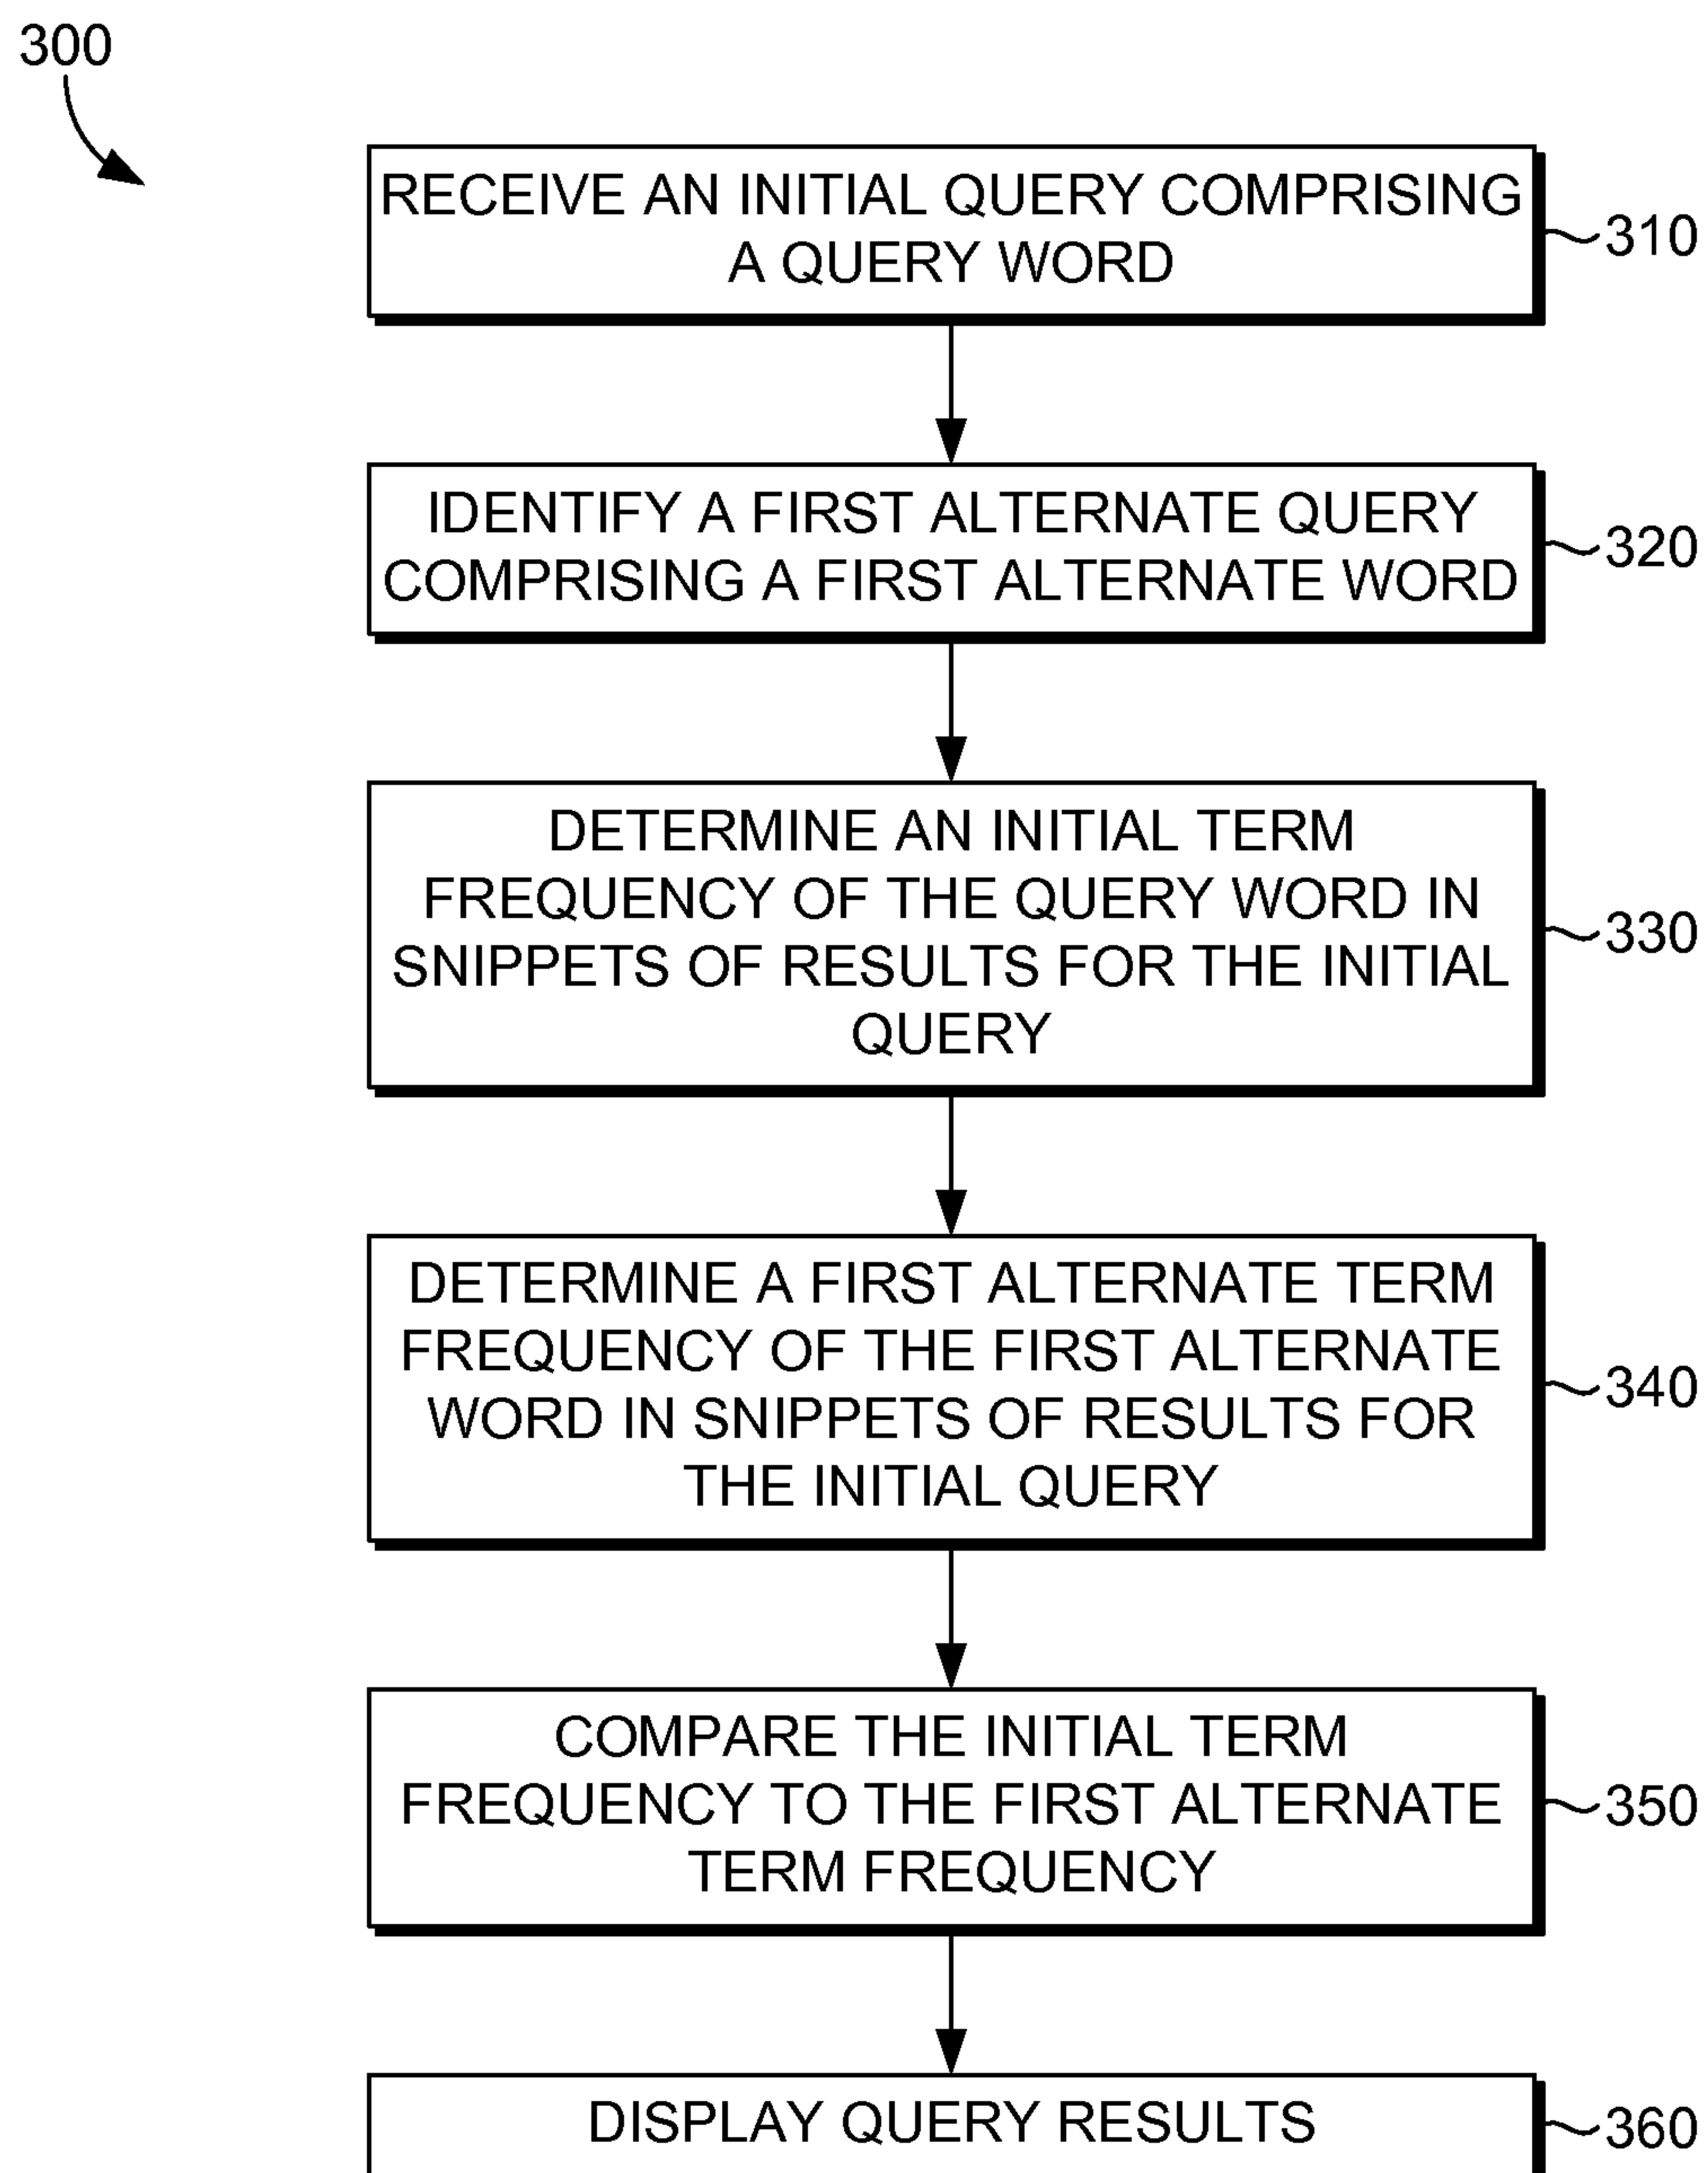 300
RECEIVE AN INITIAL QUERY COMPRISING
A QUERY WORD
310
IDENTIFY A FIRST ALTERNATE QUERY
COMPRISING A FIRST ALTERNATE WORD
320
DETERMINE AN INITIAL TERM
FREQUENCY OF THE QUERY WORD IN
SNIPPETS OF RESULTS FOR THE INITIAL
QUERY
330
DETERMINE A FIRST ALTERNATE TERM
FREQUENCY OF THE FIRST ALTERNATE
WORD IN SNIPPETS OF RESULTS FOR
THE INITIAL QUERY
340
COMPARE THE INITIAL TERM
FREQUENCY TO THE FIRST ALTERNATE
TERM FREQUENCY
350
DISPLAY QUERY RESULTS
360